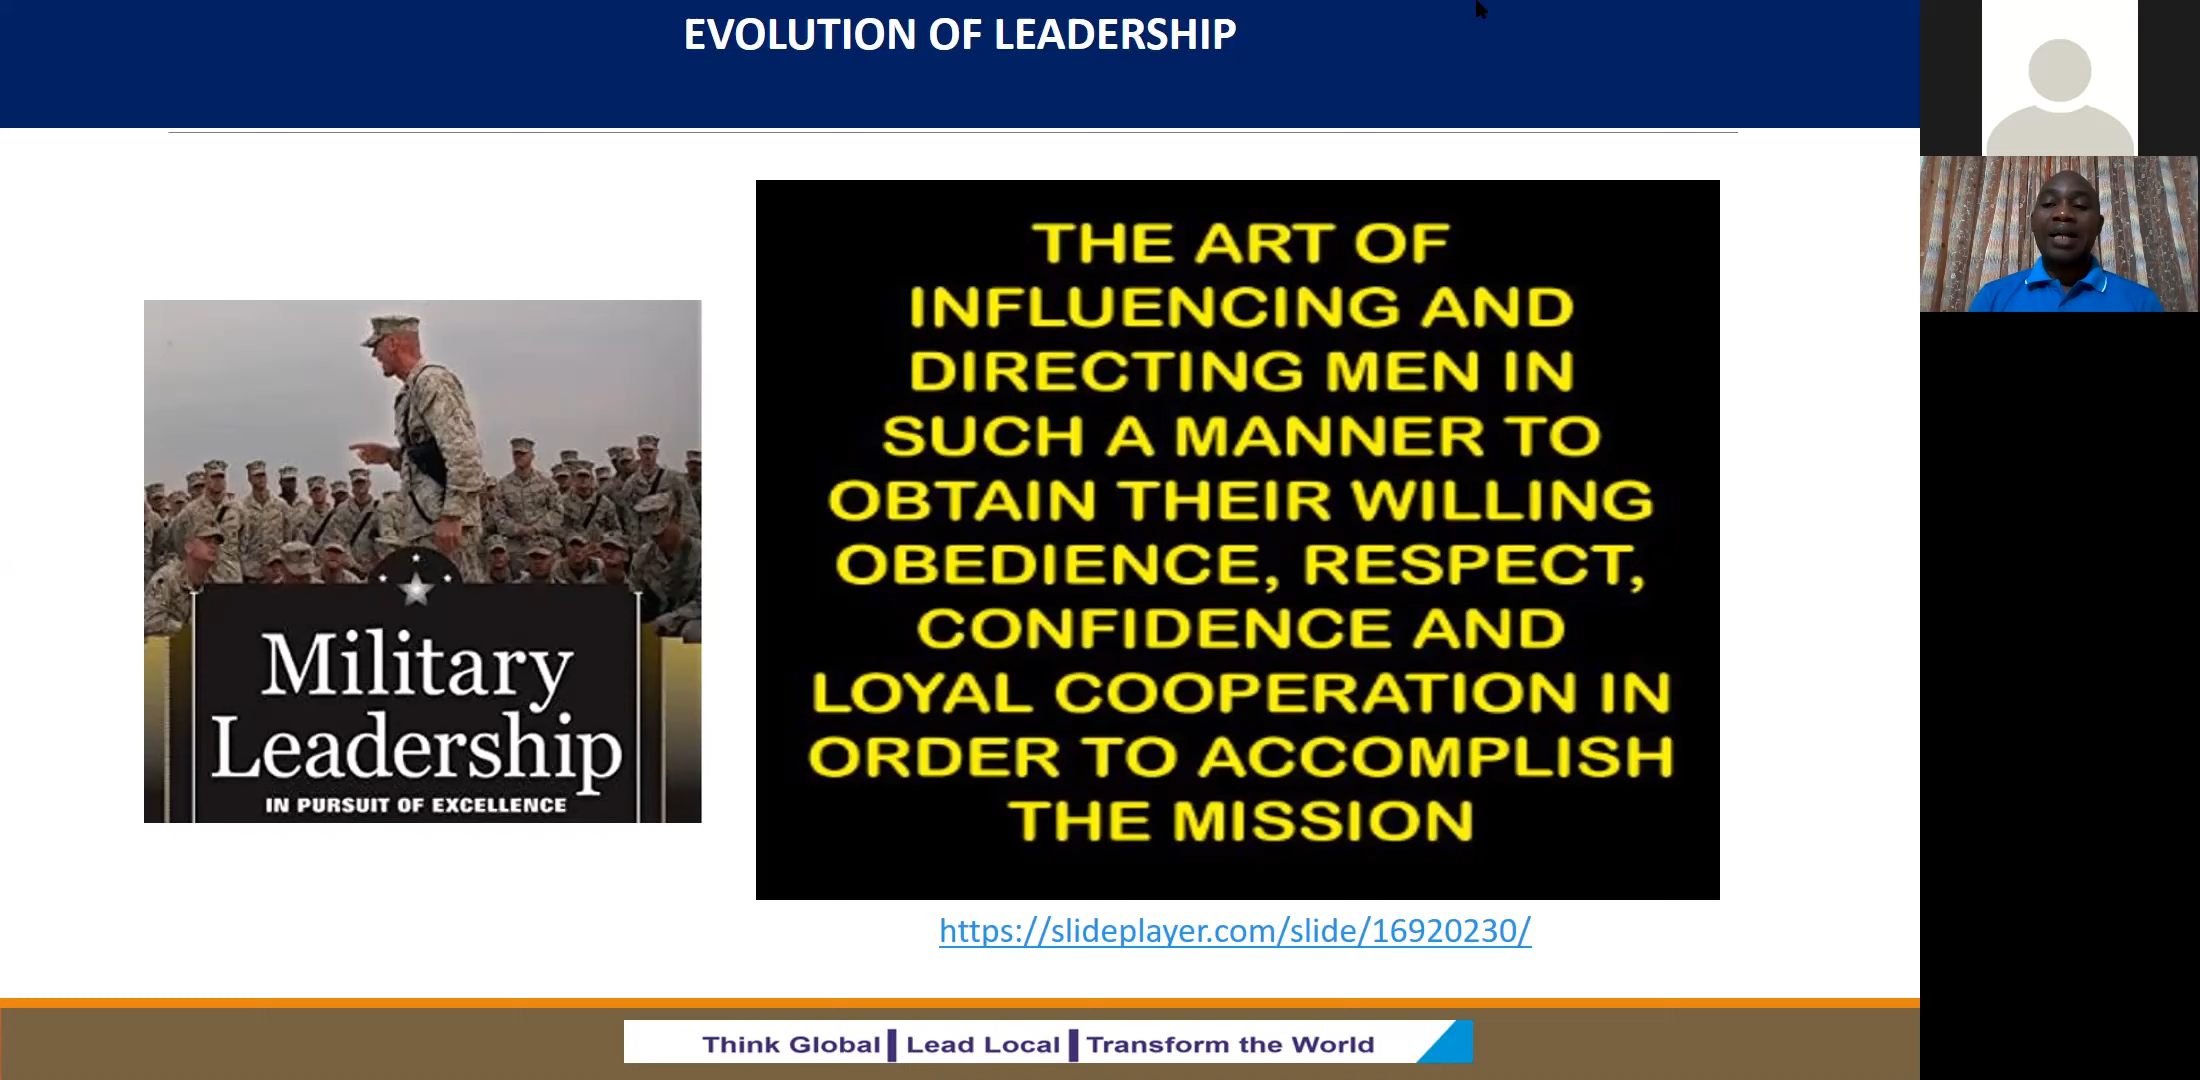 EVOLUTION OF LEADERSHIP
Military
Leadership
IN PURSUIT OF EXCELLENCE
THE ART OF
INFLUENCING AND
DIRECTING MEN IN
SUCH A MANNER TO
OBTAIN THEIR WILLING
OBEDIENCE, RESPECT,
CONFIDENCE AND
LOYAL COOPERATION IN
ORDER TO ACCOMPLISH
THE MISSION
https://slideplayer.com/slide/16920230/
Think Global Lead Local Transform the World